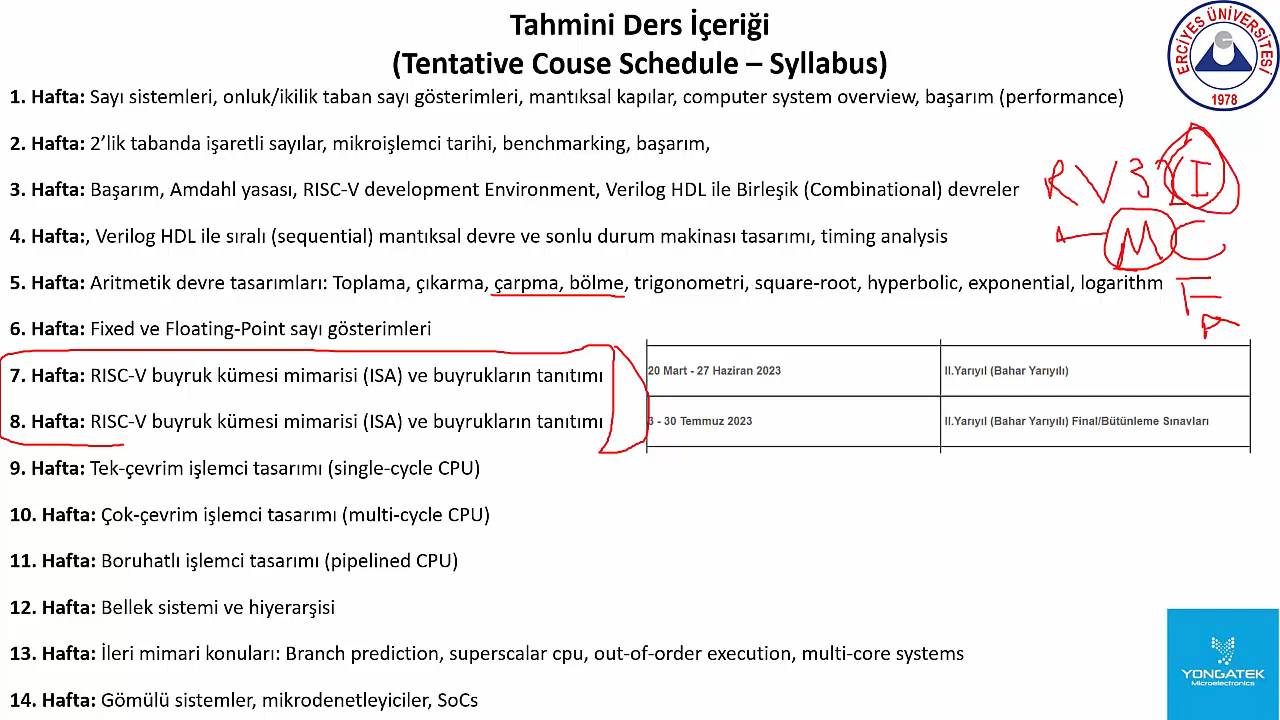 Tahmini Ders İçeriği
(Tentative Couse Schedule – Syllabus)
ERCİYES ÜNİVERSİTESİ
1978
1. Hafta: Sayı sistemleri, onluk/ikilik taban sayı gösterimleri, mantıksal kapılar, computer system overview, başarım (performance)
2. Hafta: 2’lik tabanda işaretli sayılar, mikroişlemci tarihi, benchmarking, başarım,
3. Hafta: Başarım, Amdahl yasası, RISC-V development Environment, Verilog HDL ile Birleşik (Combinational) devreler
RV32I
4. Hafta:, Verilog HDL ile sıralı (sequential) mantıksal devre ve sonlu durum makinası tasarımı, timing analysis
M C
5. Hafta: Aritmetik devre tasarımları: Toplama, çıkarma, çarpma, bölme, trigonometri, square-root, hyperbolic, exponential, logarithm
F
6. Hafta: Fixed ve Floating-Point sayı gösterimleri
7. Hafta: RISC-V buyruk kümesi mimarisi (ISA) ve buyrukların tanıtımı
20 Mart - 27 Haziran 2023 II.Yarıyıl (Bahar Yarıyılı)
8. Hafta: RISC-V buyruk kümesi mimarisi (ISA) ve buyrukların tanıtımı
3 - 30 Temmuz 2023 II.Yarıyıl (Bahar Yarıyılı) Final/Bütünleme Sınavları
9. Hafta: Tek-çevrim işlemci tasarımı (single-cycle CPU)
10. Hafta: Çok-çevrim işlemci tasarımı (multi-cycle CPU)
11. Hafta: Boruhatlı işlemci tasarımı (pipelined CPU)
12. Hafta: Bellek sistemi ve hiyerarşisi
13. Hafta: İleri mimari konuları: Branch prediction, superscalar cpu, out-of-order execution, multi-core systems
14. Hafta: Gömülü sistemler, mikrodenetleyiciler, SoCs
YONGATEK
Microelectronics